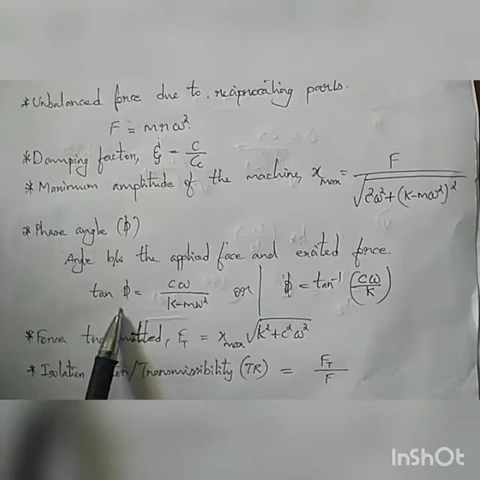 * Unbalanced force due to reciprocating parts.
F = mrω²
* Damping factor, ξ = c/Cc
* Maximum amplitude of the machine, xmax = F / √(c²ω² + (K-mω²)²)
* Phase angle (ϕ)
Angle b/w the applied foce and exited force
tan ϕ = cω / K-mω² or | ϕ = tan⁻¹ (cω/K)
* Force tted, FT = xmax √(K² + c²ω²)
* Isolation /Transmissibility (TR) = FT/F
InShOt